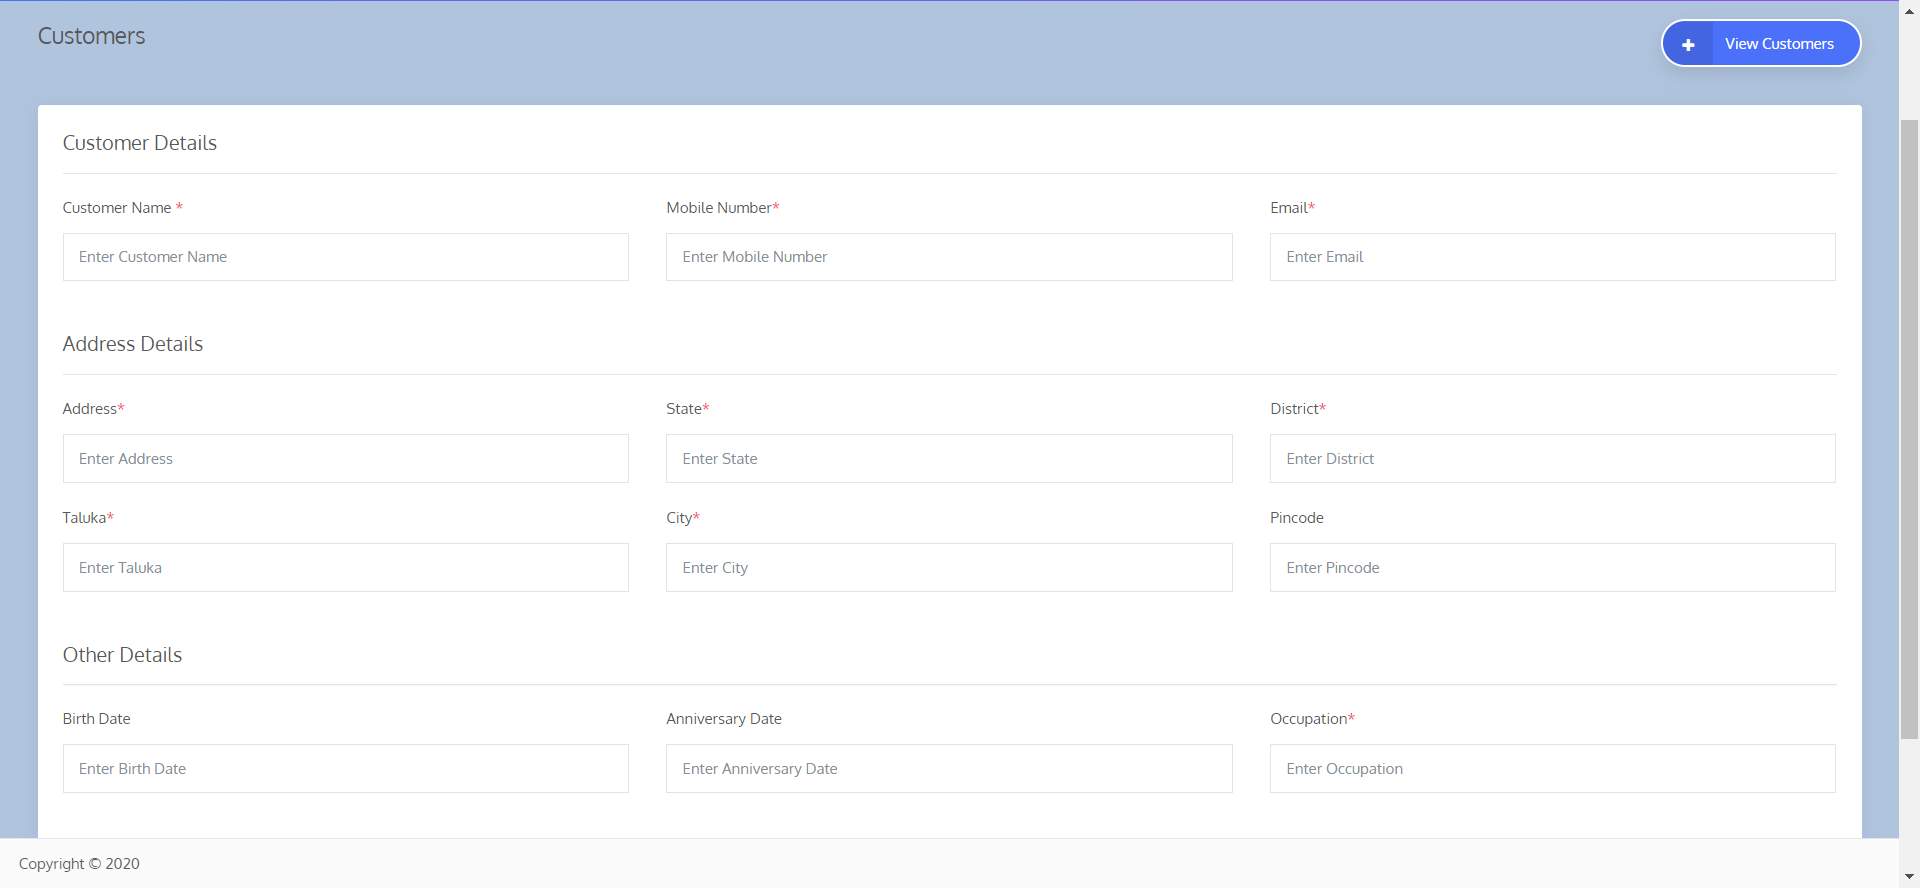 Customers
View Customers
Customer Details
Customer Name *
Mobile Number*
Email*
Enter Customer Name
Enter Mobile Number
Enter Email
Address Details
Address*
State*
District*
Enter Address
Enter State
Enter District
Taluka*
City*
Pincode
Enter Taluka
Enter City
Enter Pincode
Other Details
Birth Date
Anniversary Date
Occupation*
Enter Birth Date
Enter Anniversary Date
Enter Occupation
Copyright © 2020